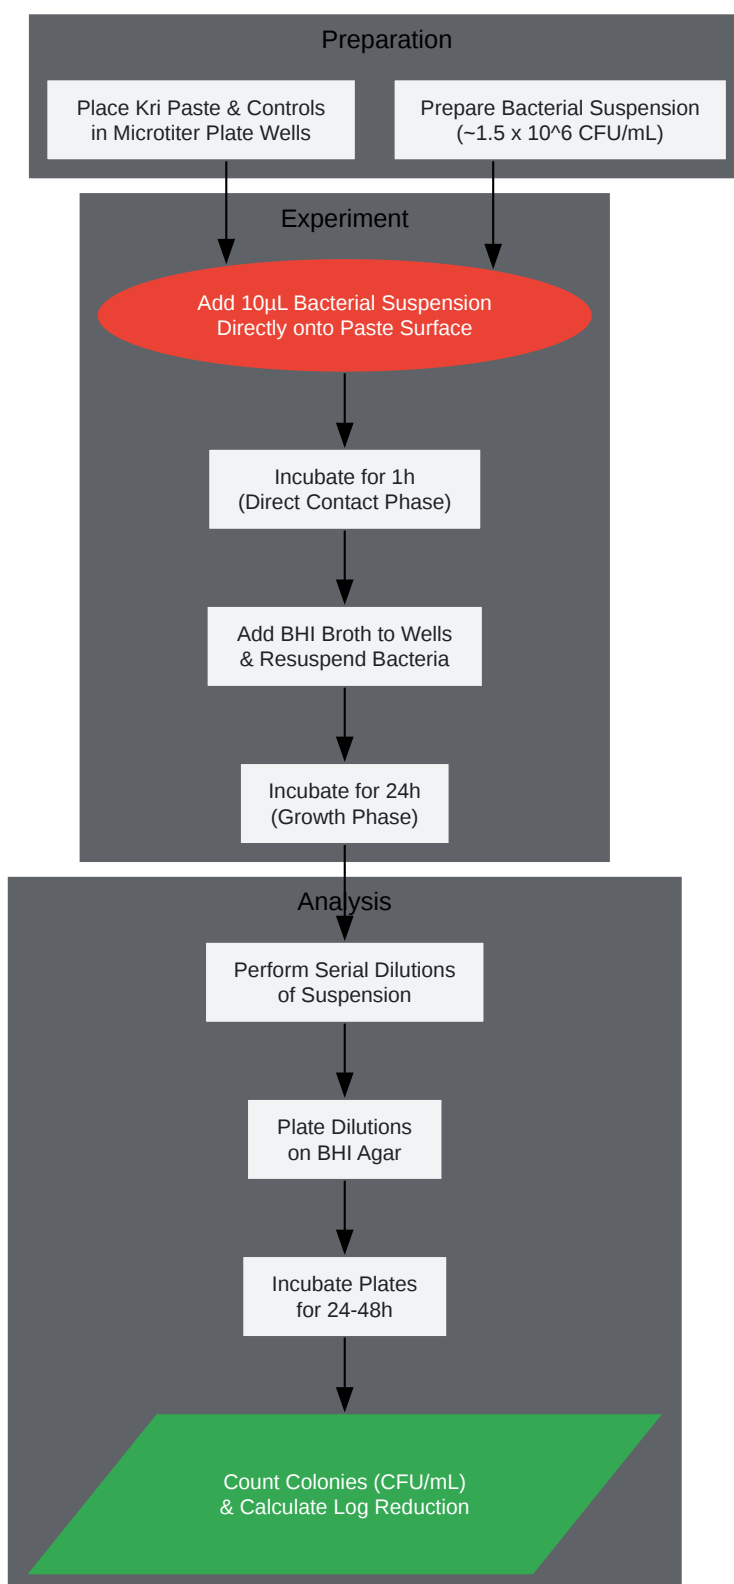 Preparation
Place Kri Paste & Controls
in Microtiter Plate Wells
Prepare Bacterial Suspension
(~1.5 x 10^6 CFU/mL)
Experiment
Add 10µL Bacterial Suspension
Directly onto Paste Surface
Incubate for 1h
(Direct Contact Phase)
Add BHI Broth to Wells
& Resuspend Bacteria
Incubate for 24h
(Growth Phase)
Analysis
Perform Serial Dilutions
of Suspension
Plate Dilutions
on BHI Agar
Incubate Plates
for 24-48h
Count Colonies (CFU/mL)
& Calculate Log Reduction